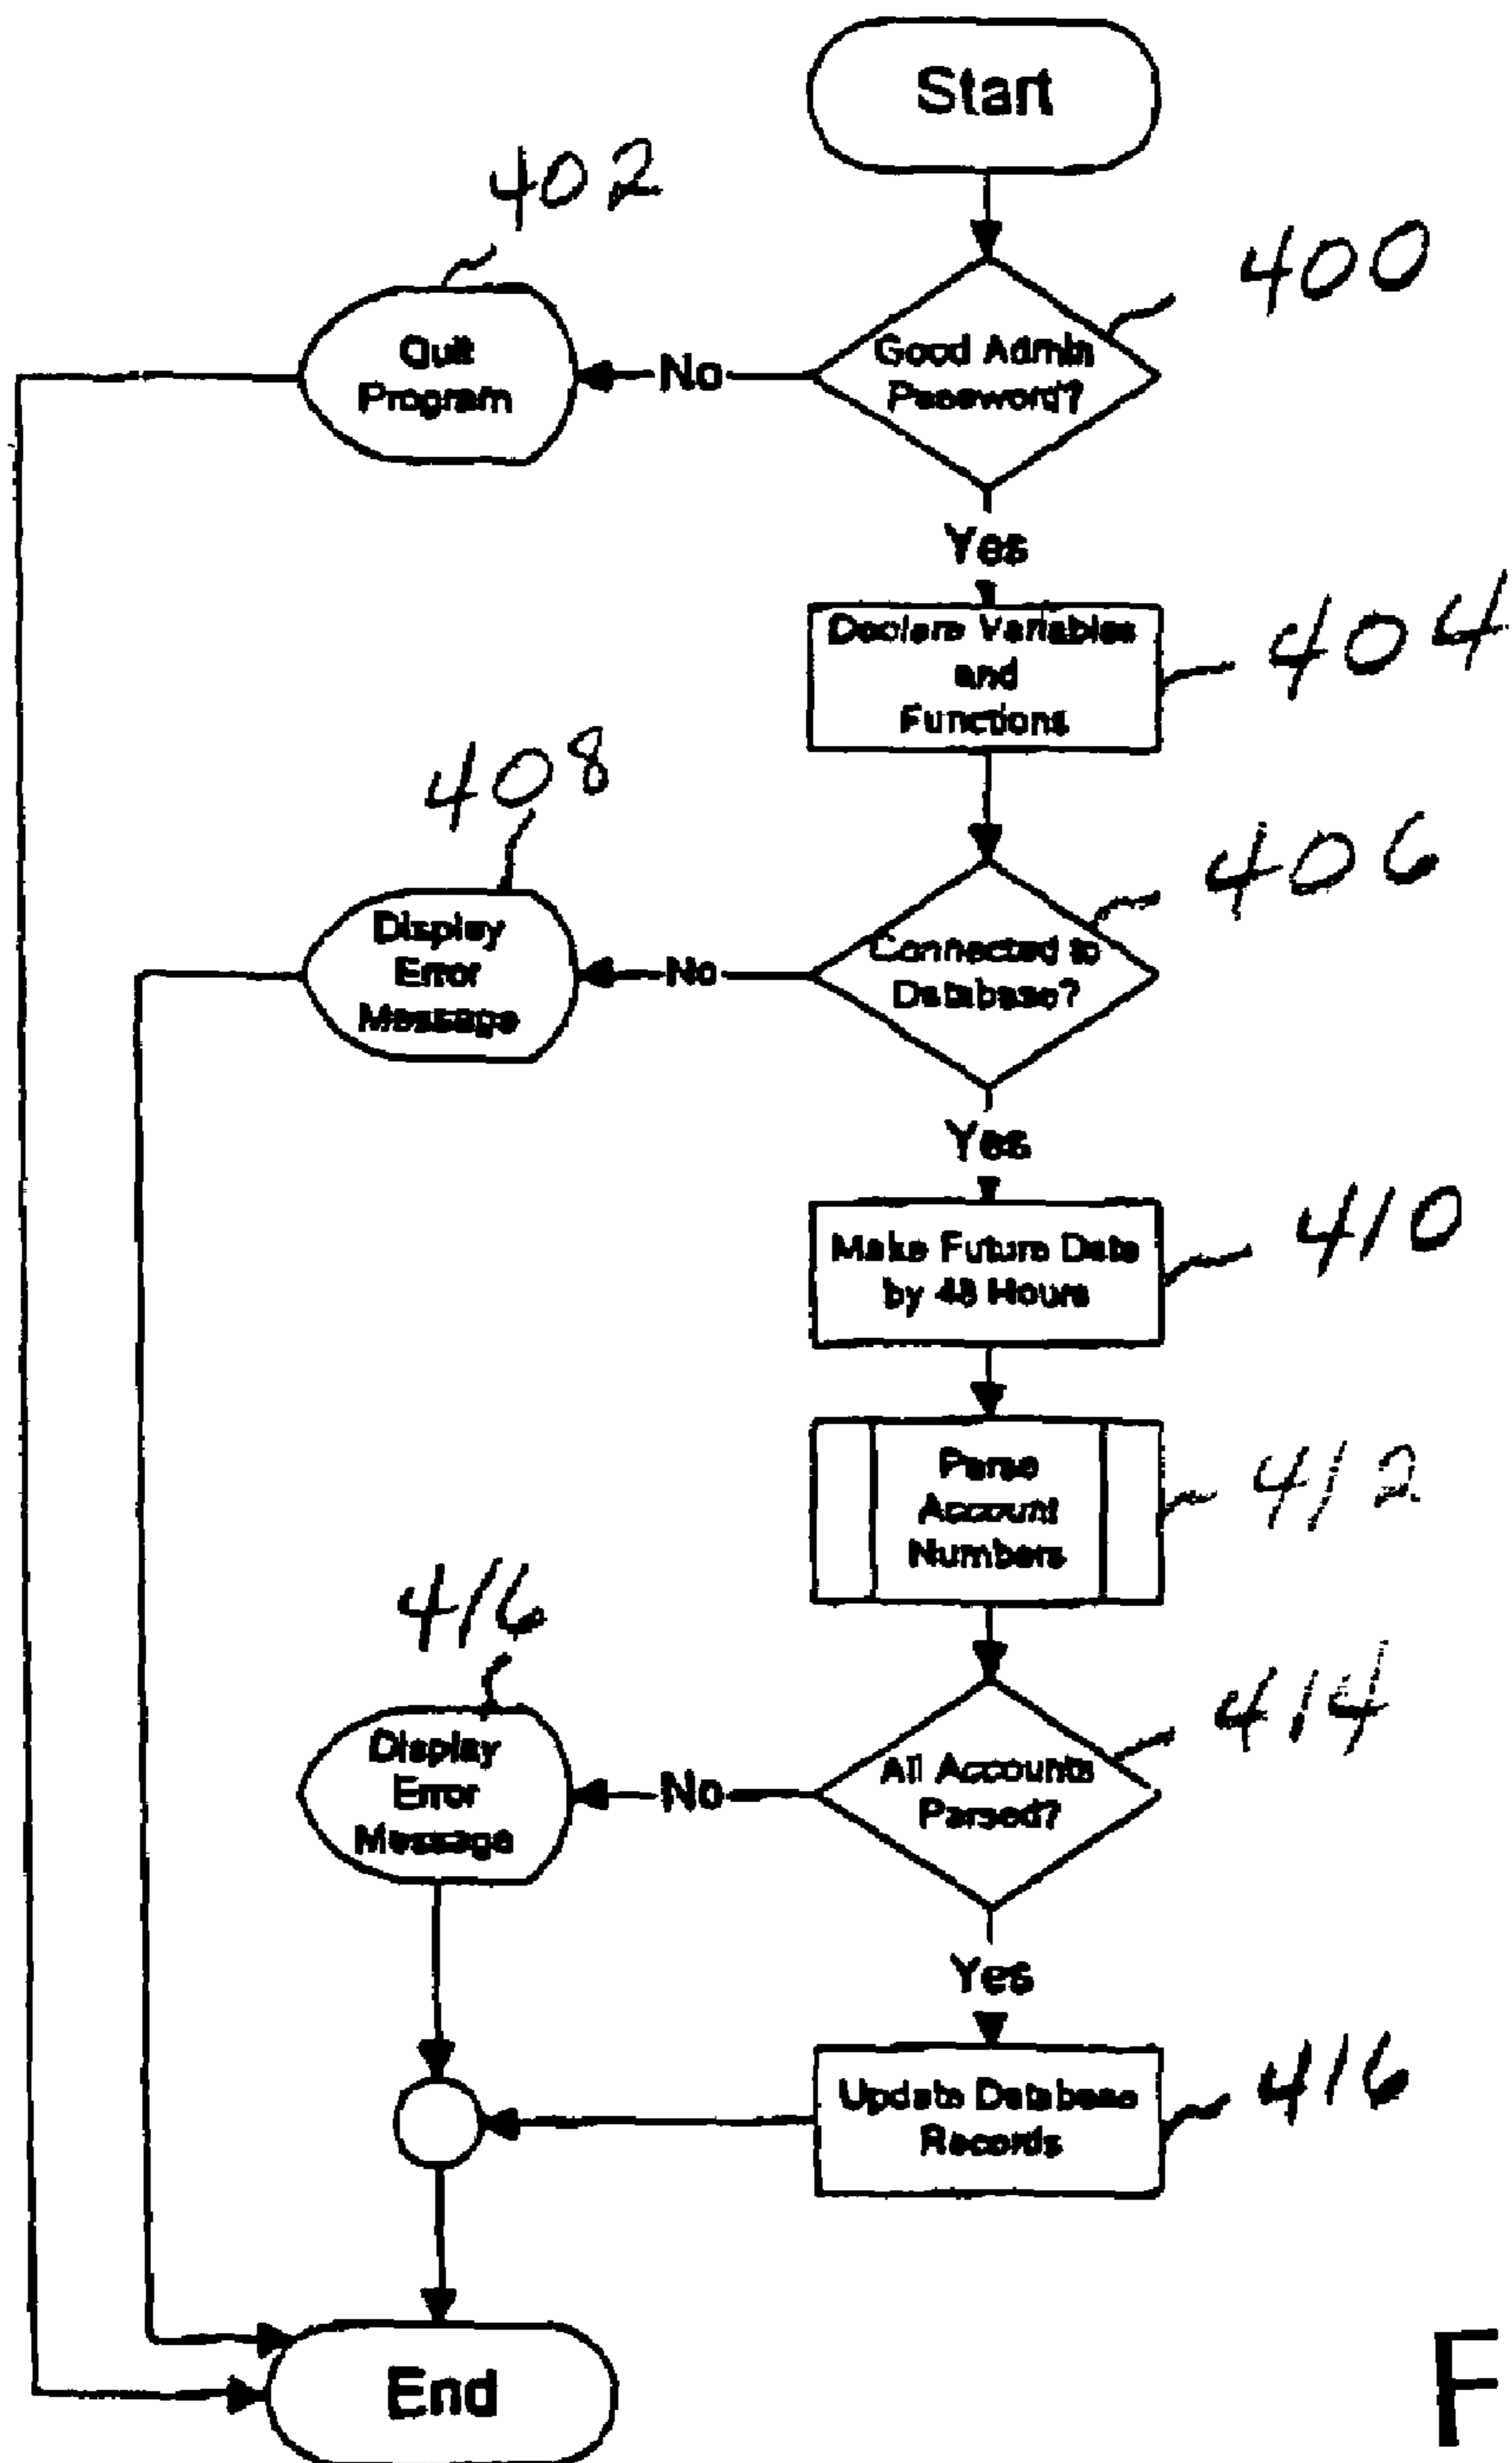 Start
402
400
Quit
Program
No
Good Admin
Password?
Yes
Declare Variables
and
Functions
404
408
406
Display
Error
Message
No
Connected to
Database?
Yes
Make Future Date
by 48 Hours
410
Parse
Account
Numbers
412
416
414
Display
Error
Message
No
All Accounts
Parsed?
Yes
Update Database
Records
416
End
F